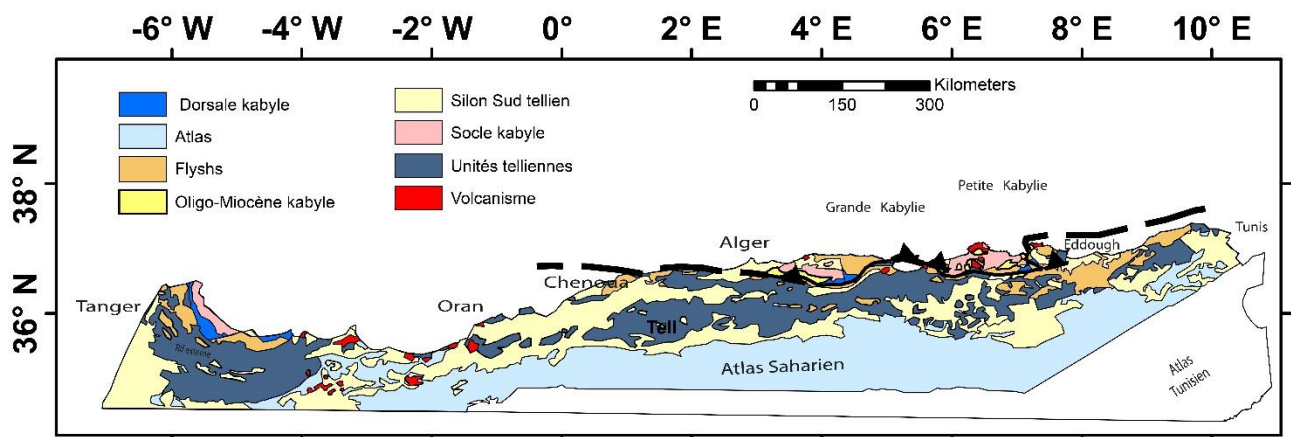 -6° W -4° W -2° W 0° 2° E 4° E 6° E 8° E 10° E
Kilometers
0 150 300
Dorsale kabyle
Atlas
Flyshs
Oligo-Miocène kabyle
Silon Sud tellien
Socle kabyle
Unités telliennes
Volcanisme
38° N
36° N
Petite Kabylie
Grande Kabylie
Tunis
Eddough
Alger
Chenoua
Oran
Tanger
Rif externe
Tell
Atlas Saharien
Atlas
Tunisien